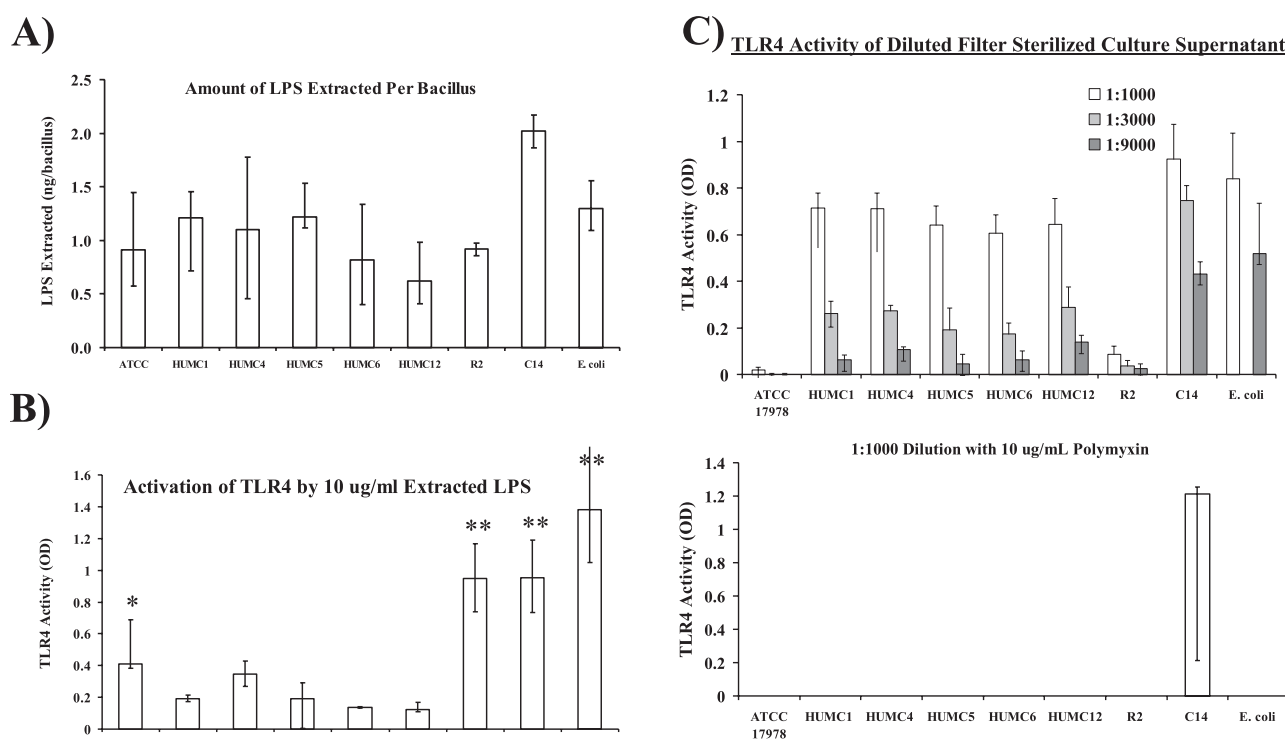 A)
Amount of LPS Extracted Per Bacillus
LPS Extracted (ng/bacillus)
2.5
2.0
1.5
1.0
0.5
0.0
ATCC HUMC1 HUMC4 HUMC5 HUMC6 HUMC12 R2 C14 E. coli
B)
Activation of TLR4 by 10 ug/ml Extracted LPS
TLR4 Activity (OD)
1.6
1.4
1.2
1
0.8
0.6
0.4
0.2
0
* ** ** **
C)
TLR4 Activity of Diluted Filter Sterilized Culture Supernatant
1:1000
1:3000
1:9000
TLR4 Activity (OD)
1.2
1
0.8
0.6
0.4
0.2
0
ATCC HUMC1 HUMC4 HUMC5 HUMC6 HUMC12 R2 C14 E. coli
17978
1:1000 Dilution with 10 ug/mL Polymyxin
TLR4 Activity (OD)
1.4
1.2
1
0.8
0.6
0.4
0.2
0
ATCC HUMC1 HUMC4 HUMC5 HUMC6 HUMC12 R2 C14 E. coli
17978